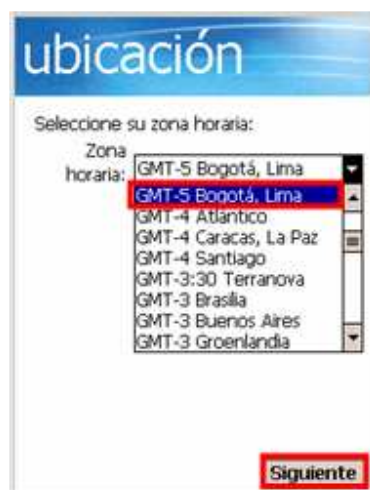 ubicación
Seleccione su zona horaria:
Zona
horaria: GMT-5 Bogotá, Lima
GMT-5 Bogotá, Lima
GMT-4 Atlántico
GMT-4 Caracas, La Paz
GMT-4 Santiago
GMT-3:30 Terranova
GMT-3 Brasilia
GMT-3 Buenos Aires
GMT-3 Groenlandia
Siguiente